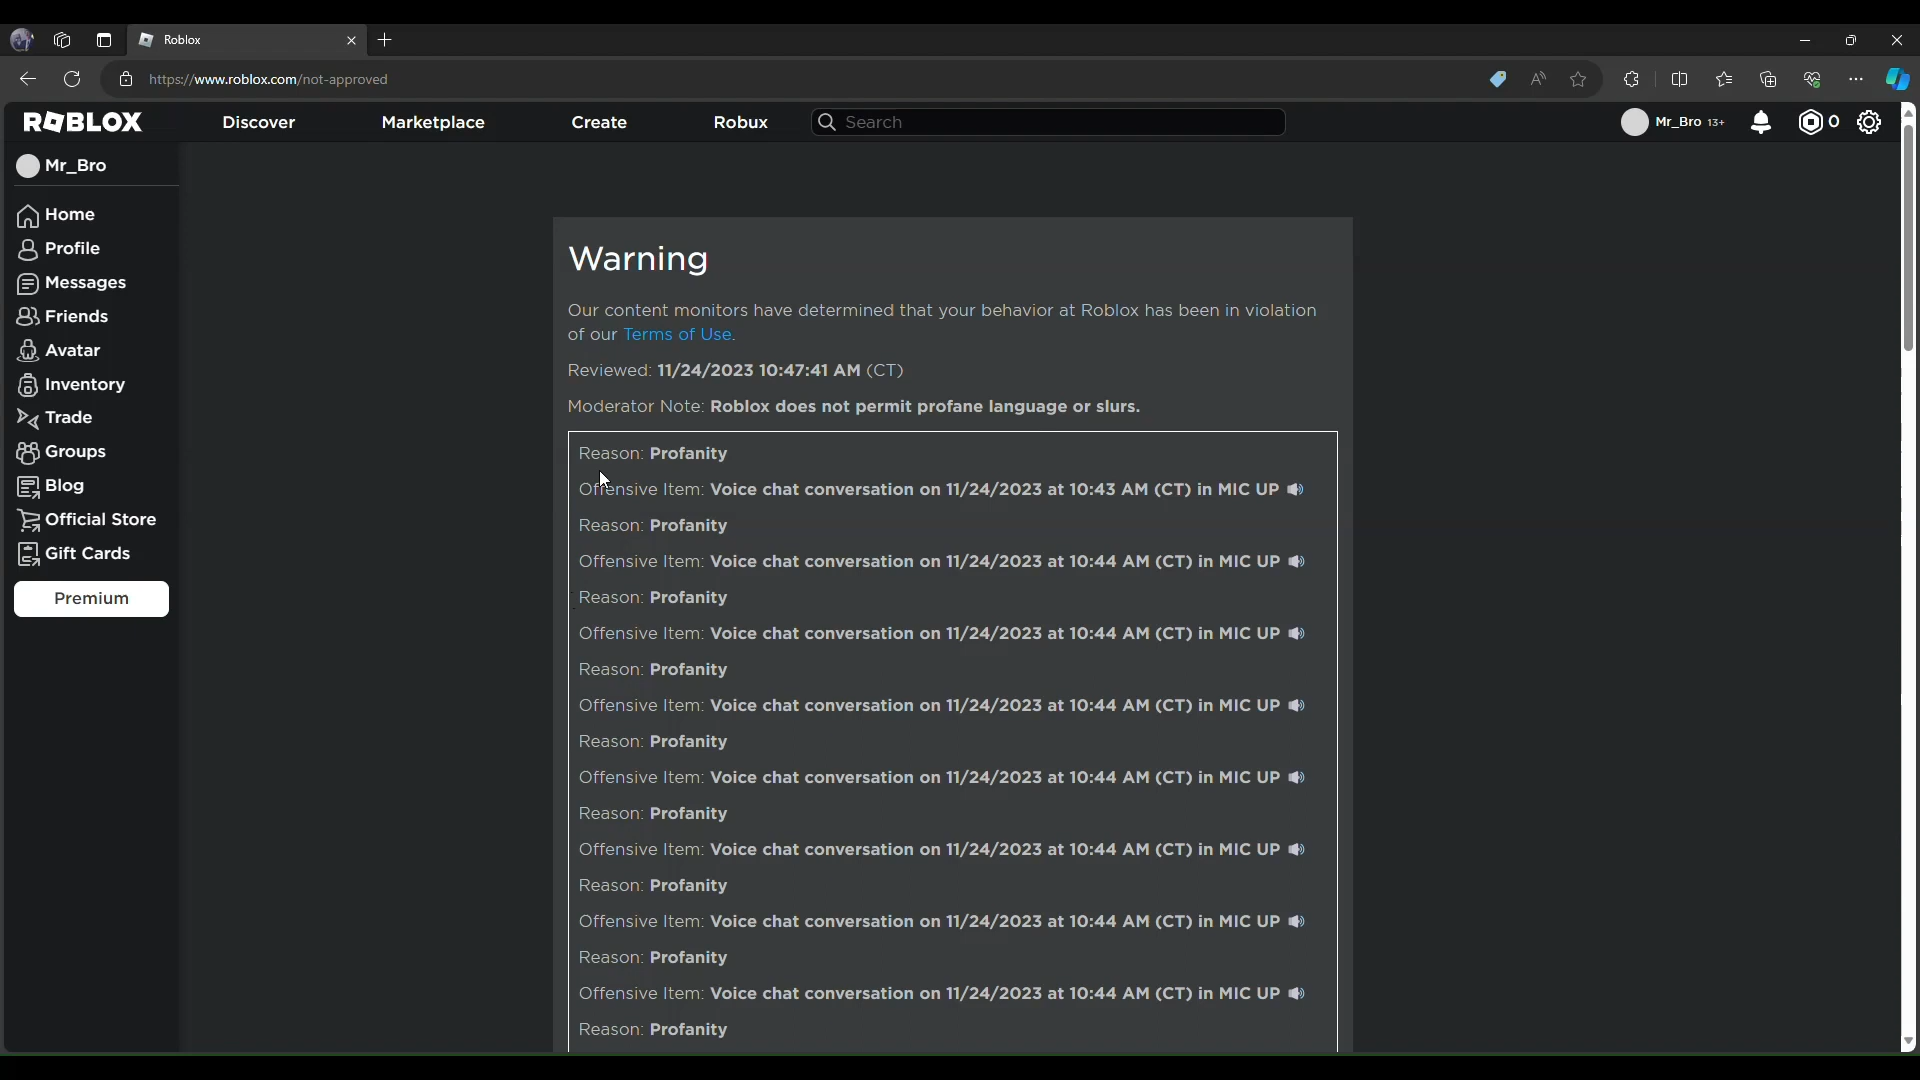 Roblox
https://www.roblox.com/not-approved
ROBLOX Discover Marketplace Create Robux Search Mr_Bro 13+ 0
Mr_Bro
Home
Profile
Messages
Friends
Avatar
Inventory
Trade
Groups
Blog
Official Store
Gift Cards
Premium
Warning
Our content monitors have determined that your behavior at Roblox has been in violation
of our Terms of Use.
Reviewed: 11/24/2023 10:47:41 AM (CT)
Moderator Note: Roblox does not permit profane language or slurs.
Reason: Profanity
Offensive Item: Voice chat conversation on 11/24/2023 at 10:43 AM (CT) in MIC UP
Reason: Profanity
Offensive Item: Voice chat conversation on 11/24/2023 at 10:44 AM (CT) in MIC UP
Reason: Profanity
Offensive Item: Voice chat conversation on 11/24/2023 at 10:44 AM (CT) in MIC UP
Reason: Profanity
Offensive Item: Voice chat conversation on 11/24/2023 at 10:44 AM (CT) in MIC UP
Reason: Profanity
Offensive Item: Voice chat conversation on 11/24/2023 at 10:44 AM (CT) in MIC UP
Reason: Profanity
Offensive Item: Voice chat conversation on 11/24/2023 at 10:44 AM (CT) in MIC UP
Reason: Profanity
Offensive Item: Voice chat conversation on 11/24/2023 at 10:44 AM (CT) in MIC UP
Reason: Profanity
Offensive Item: Voice chat conversation on 11/24/2023 at 10:44 AM (CT) in MIC UP
Reason: Profanity